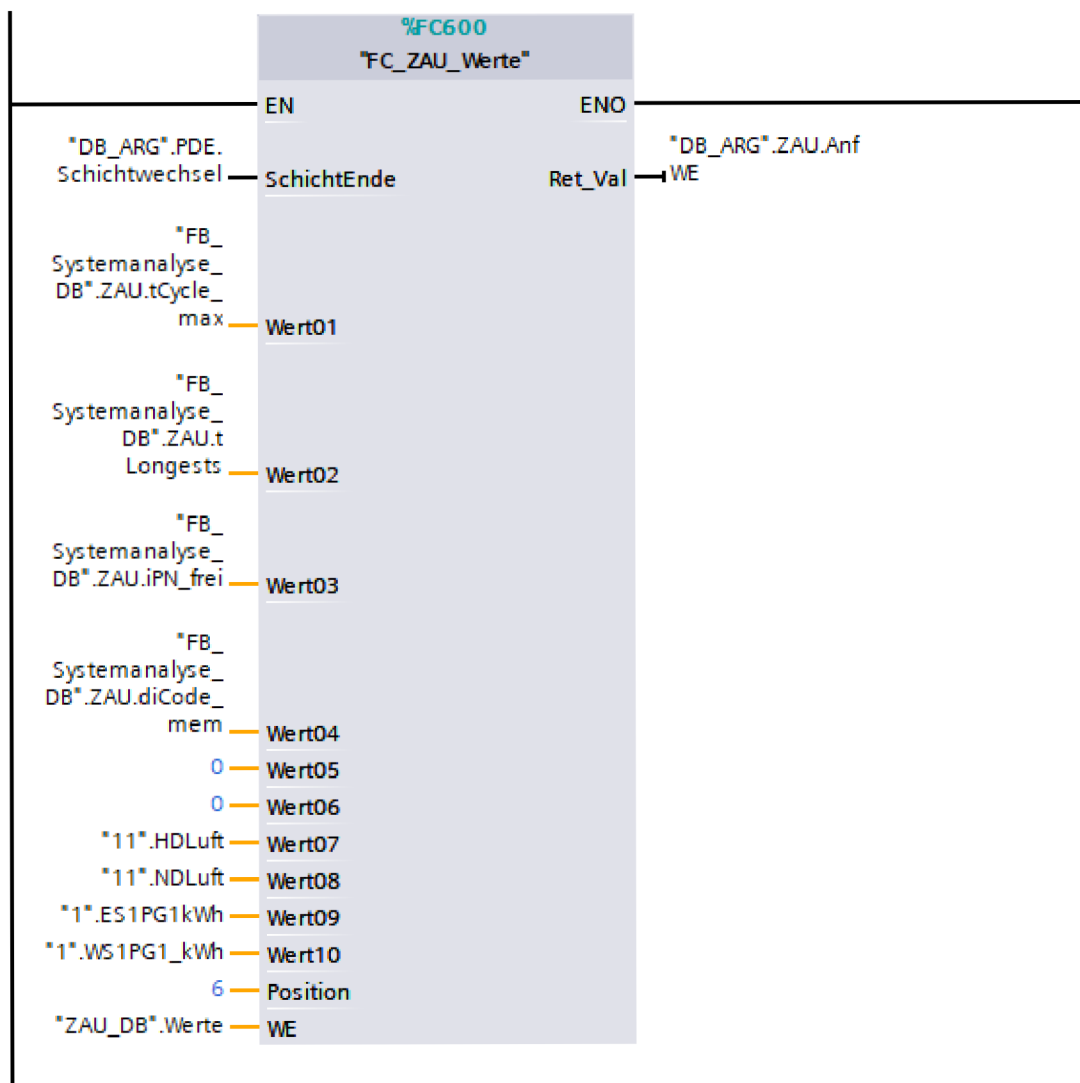 %FC600
"FC_ZAU_Werte"
EN
ENO
"DB_ARG".PDE.
Schichtwechsel
SchichtEnde
Ret_Val
"DB_ARG".ZAU.Anf
WE
"FB_
Systemanalyse_
DB".ZAU.tCycle_
max
Wert01
"FB_
Systemanalyse_
DB".ZAU.t
Longests
Wert02
"FB_
Systemanalyse_
DB".ZAU.iPN_frei
Wert03
"FB_
Systemanalyse_
DB".ZAU.diCode_
mem
Wert04
0
Wert05
0
Wert06
"11".HDLuft
Wert07
"11".NDLuft
Wert08
"1".ES1PG1kWh
Wert09
"1".WS1PG1_kWh
Wert10
6
Position
"ZAU_DB".Werte
WE